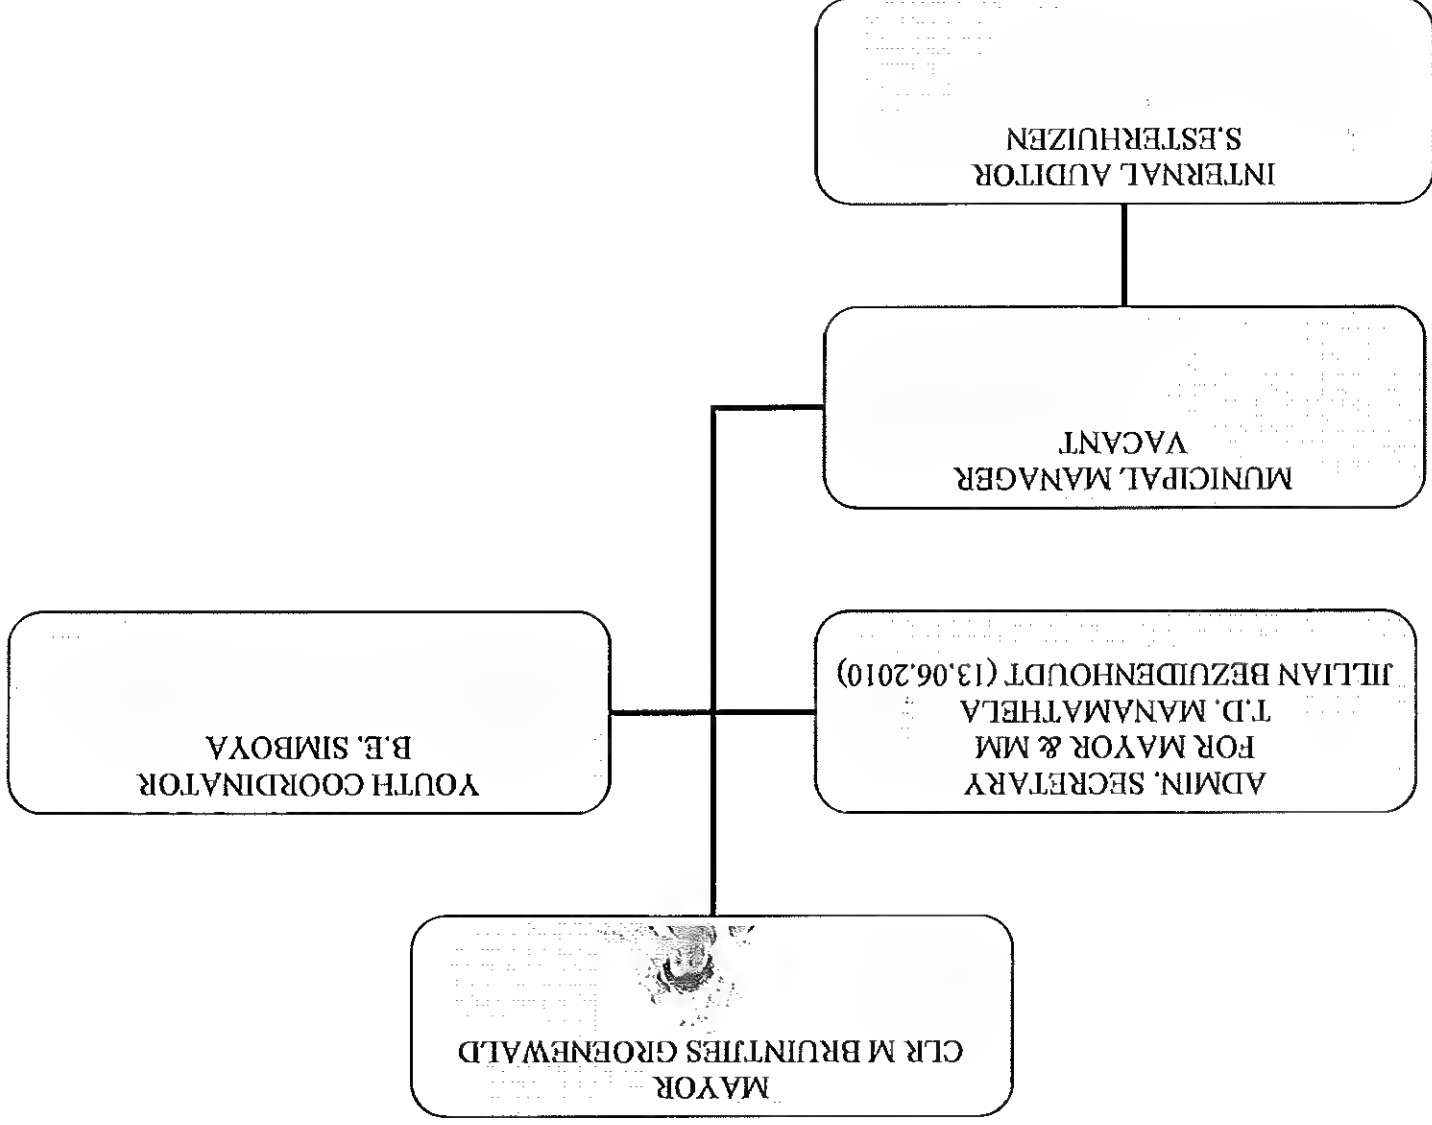 MAYOR
CLR M BRUINTJIES GROENEWALD
ADMIN. SECRETARY
FOR MAYOR & MM
T.D. MANAMATHELA
JILLIAN BEZUIDENHOUDT (13.06.2010)
YOUTH COORDINATOR
B.E. SIMBOYA
MUNICIPAL MANAGER
VACANT
INTERNAL AUDITOR
S.ESTERHUIZEN